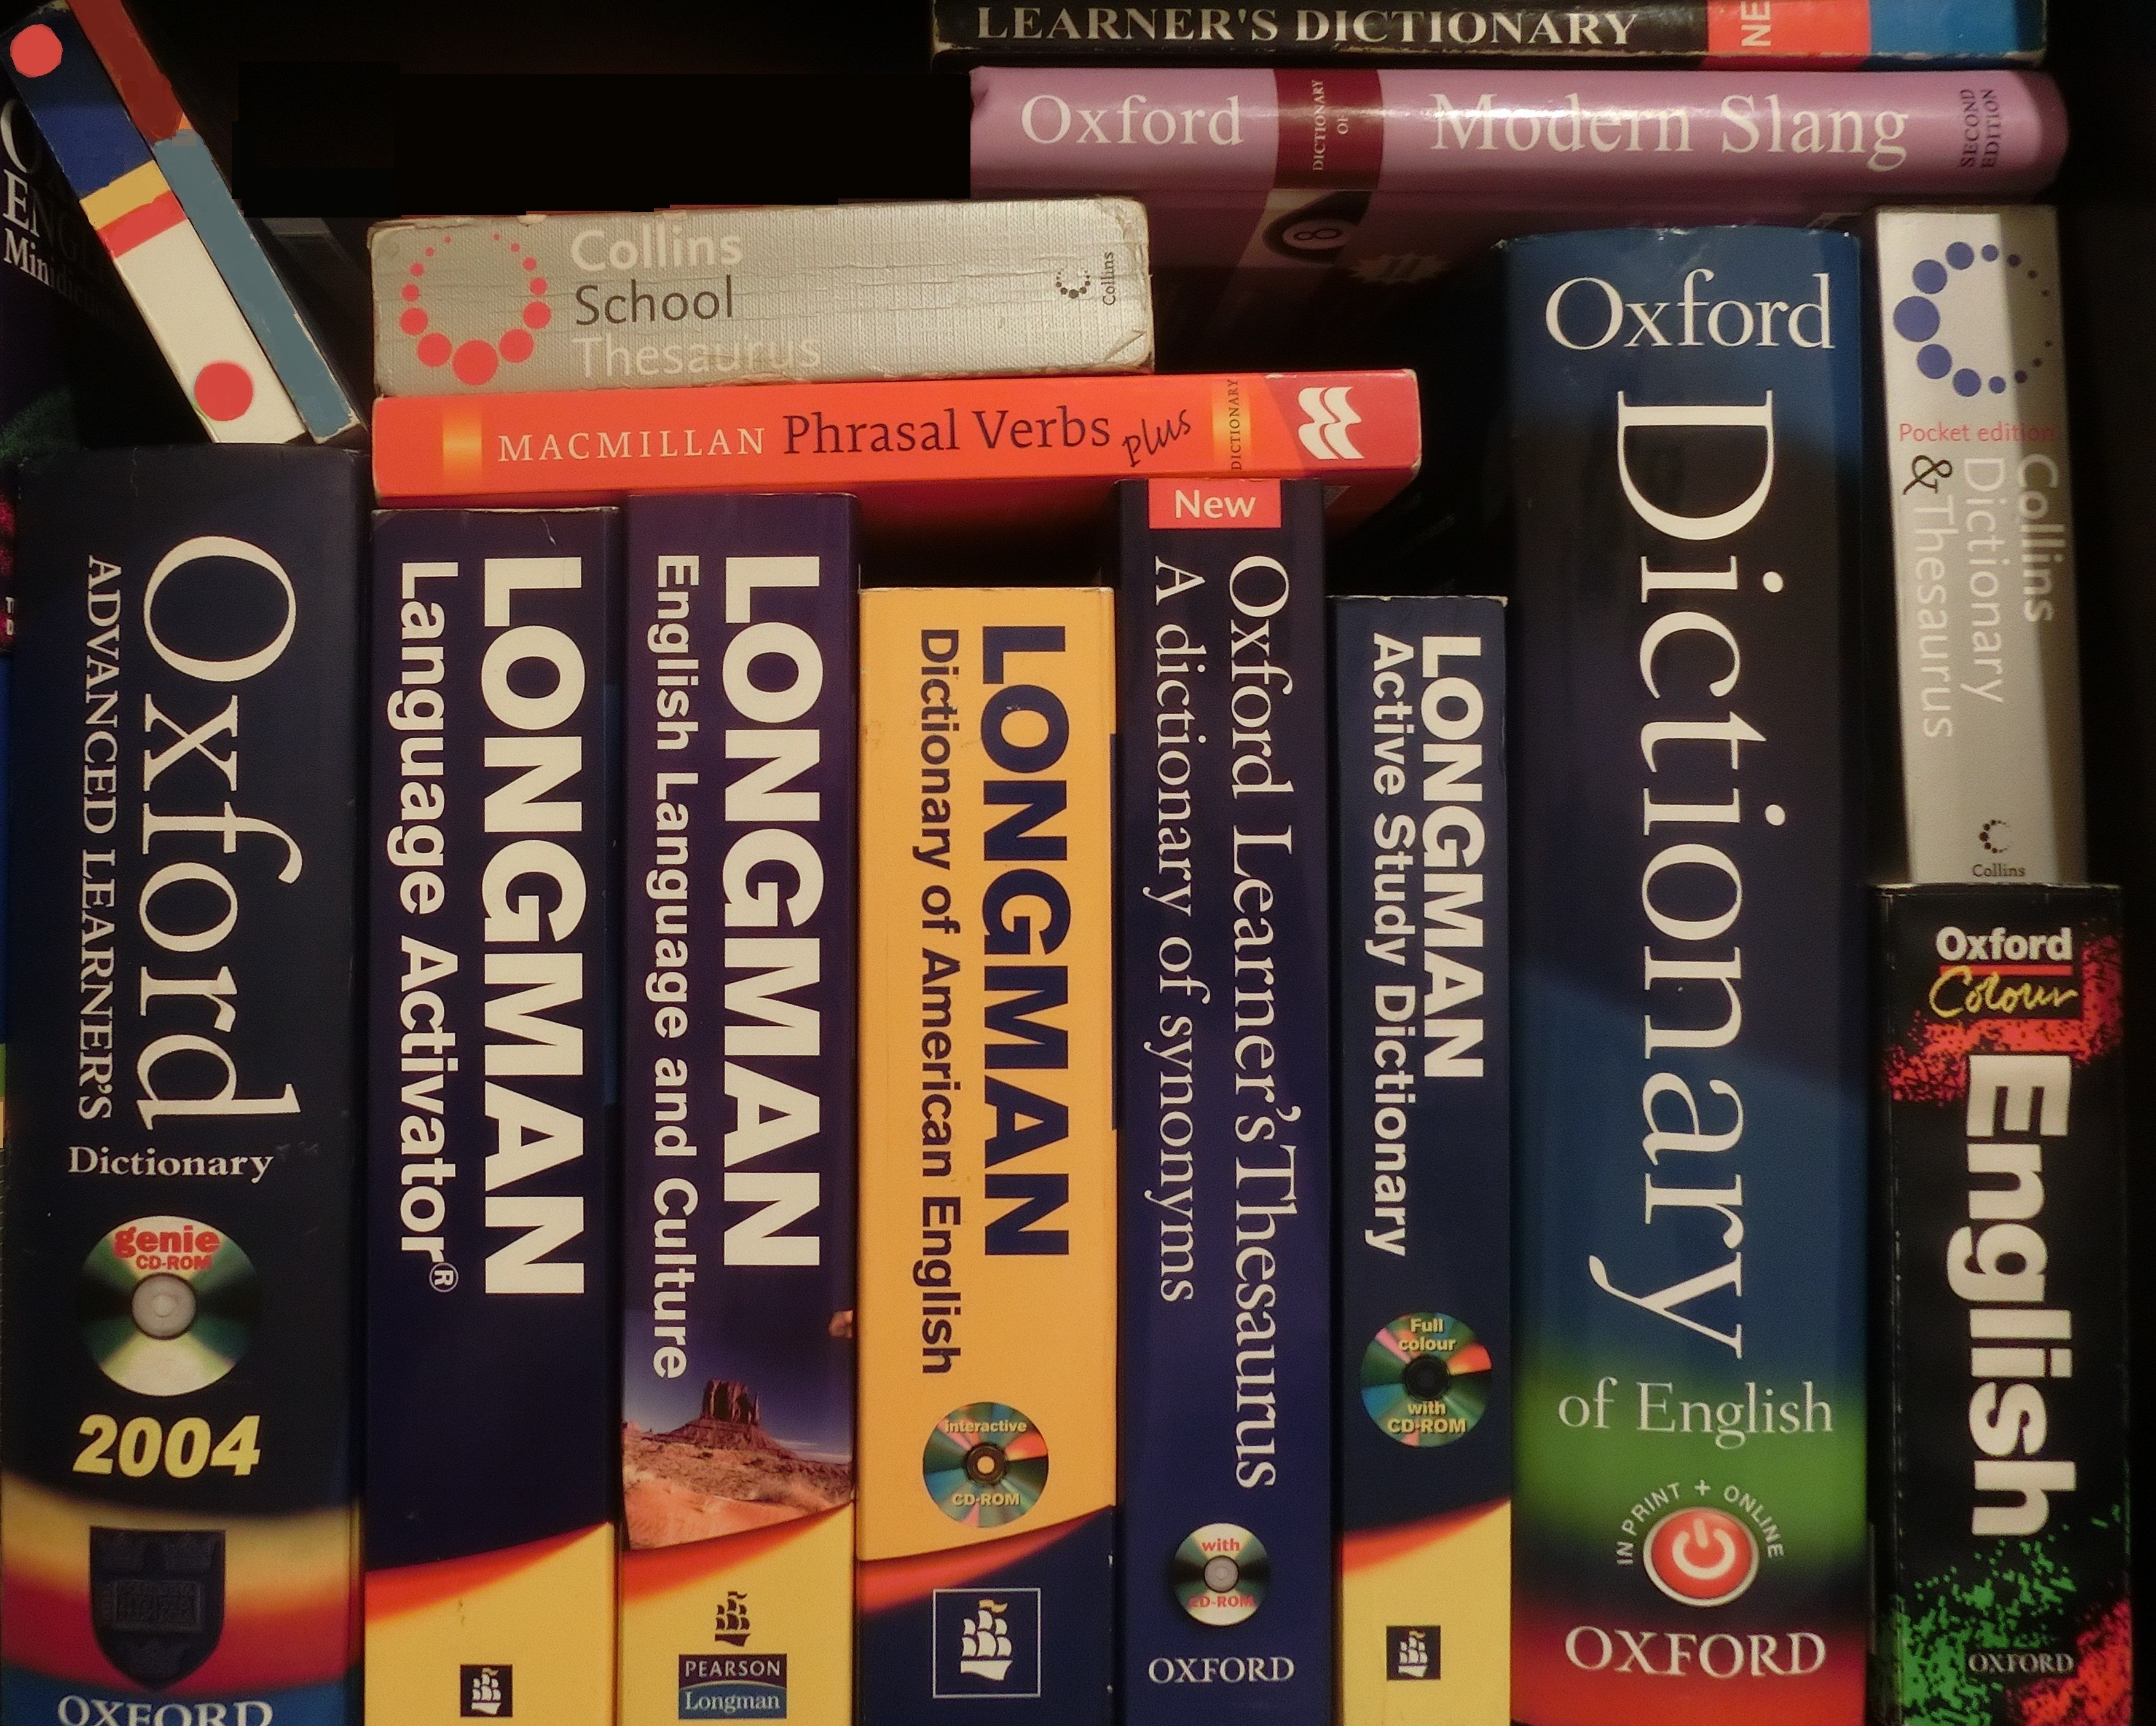 LEARNER'S DICTIONARY
NE
Oxford
DICTIONARY
OF
Modern Slang
SECOND
EDITION
Collins
School
Thesaurus
Collins
MACMILLAN Phrasal Verbs plus
DICTIONARY
ENGLISH
Oxford
ADVANCED LEARNER'S
Dictionary
genie
CD-ROM
2004
OXFORD
LONGMAN
Language Activator®
LONGMAN
English Language and Culture
PEARSON
Longman
LONGMAN
Dictionary of American English
interactive
CD-ROM
New
Oxford Learner's Thesaurus
A dictionary of synonyms
with
CD-ROM
OXFORD
LONGMAN
Active Study Dictionary
Full
colour
with
CD-ROM
Oxford
Dictionary
of English
IN PRINT + ONLINE
OXFORD
Pocket edition
Collins
Dictionary
& Thesaurus
Collins
Oxford
Colour
English
OXFORD